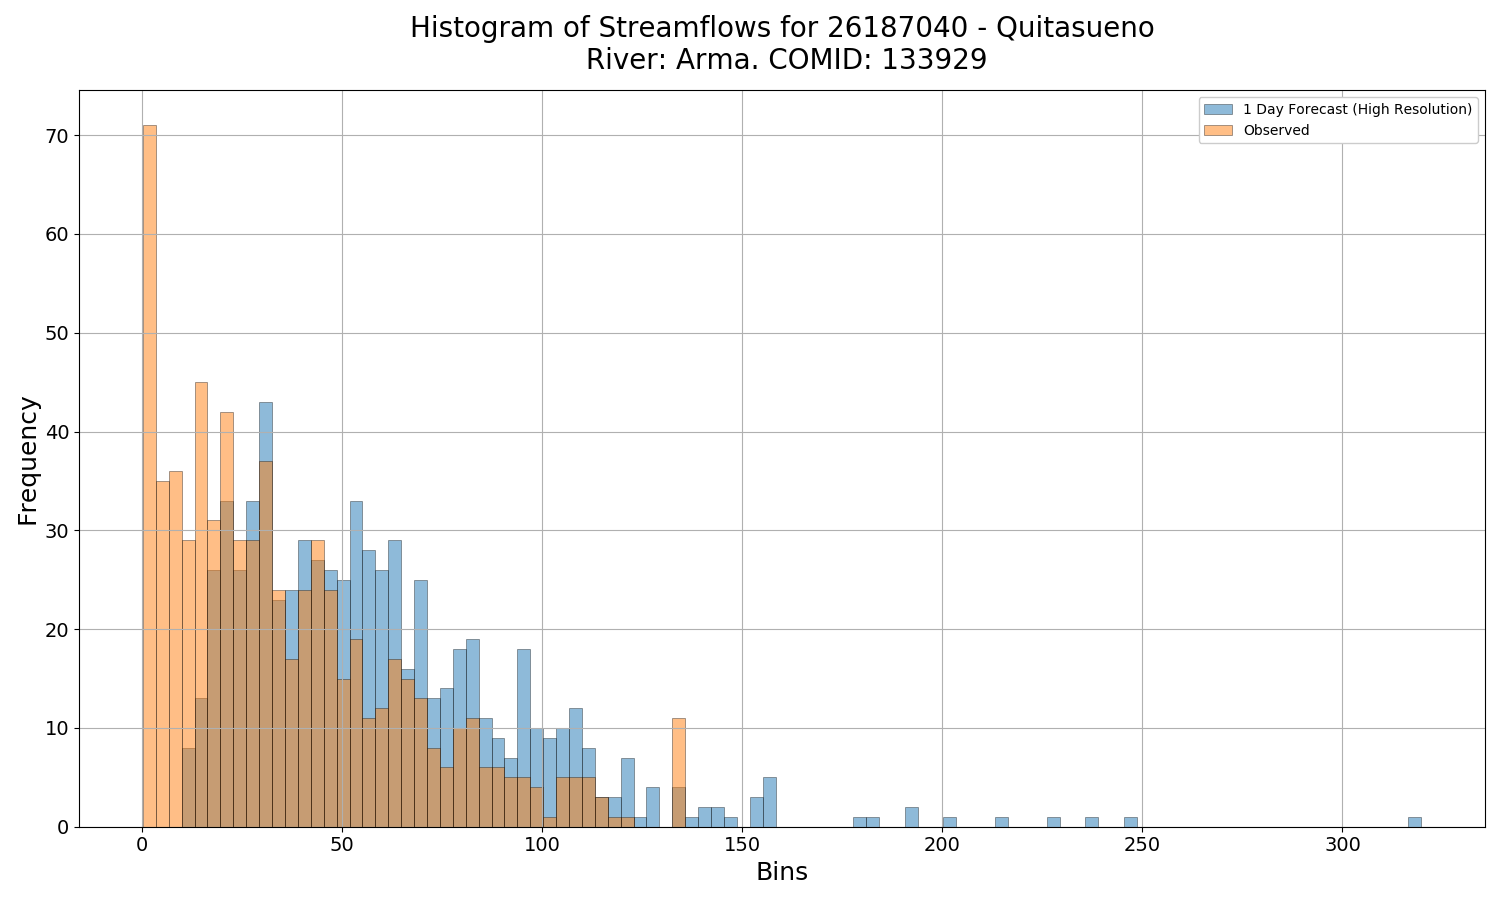 Histogram of Streamflows for 26187040 - Quitasueno
River: Arma. COMID: 133929
1 Day Forecast (High Resolution)
Observed
Frequency
70
60
50
40
30
20
10
0
0 50 100 150 200 250 300
Bins